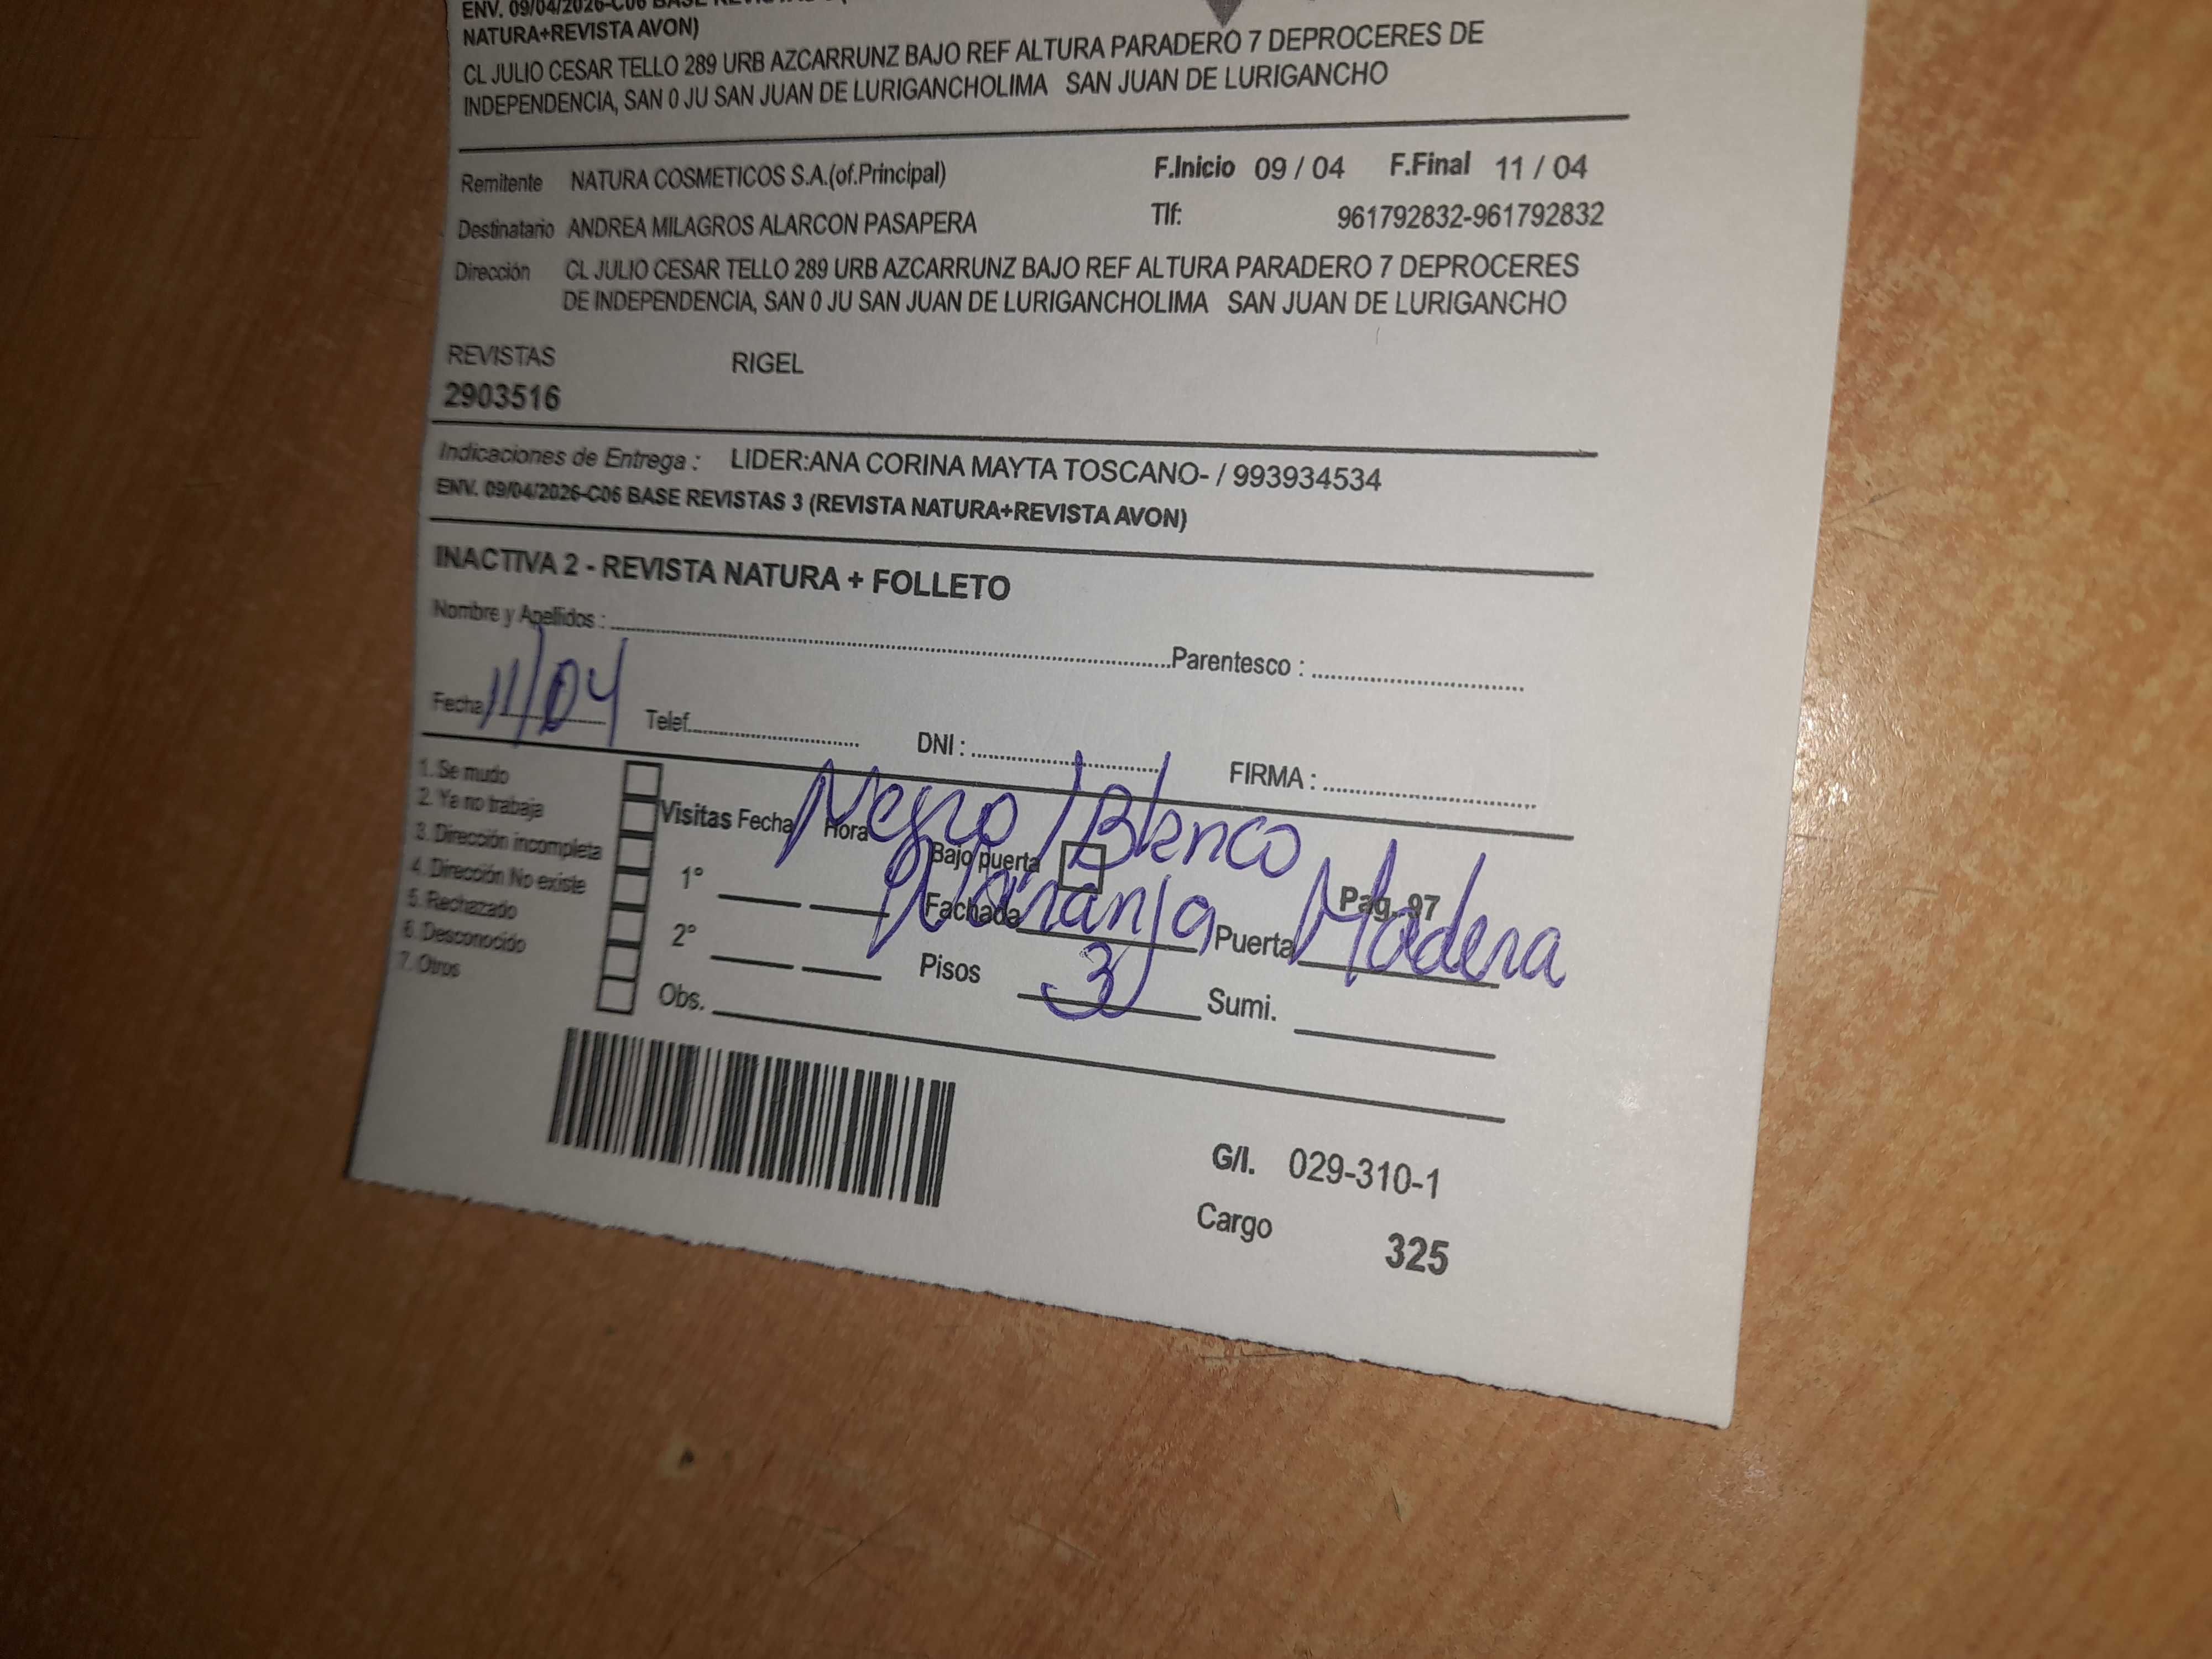 ENV. 09/04/2026-C06 BASE REVISTAS
NATURA+REVISTA AVON)
CL JULIO CESAR TELLO 289 URB AZCARRUNZ BAJO REF ALTURA PARADERO 7 DEPROCERES DE
INDEPENDENCIA, SAN 0 JU SAN JUAN DE LURIGANCHOLIMA SAN JUAN DE LURIGANCHO
Remitente NATURA COSMETICOS S.A.(of.Principal) F.Inicio 09 / 04 F.Final 11 / 04
Destinatario ANDREA MILAGROS ALARCON PASAPERA Tlf: 961792832-961792832
Dirección CL JULIO CESAR TELLO 289 URB AZCARRUNZ BAJO REF ALTURA PARADERO 7 DEPROCERES
DE INDEPENDENCIA, SAN 0 JU SAN JUAN DE LURIGANCHOLIMA SAN JUAN DE LURIGANCHO
REVISTAS RIGEL
2903516
Indicaciones de Entrega : LIDER:ANA CORINA MAYTA TOSCANO- / 993934534
ENV. 09/04/2026-C06 BASE REVISTAS 3 (REVISTA NATURA+REVISTA AVON)
INACTIVA 2 - REVISTA NATURA + FOLLETO
Nombre y Apellidos : Parentesco :
Fecha 11/04 Telef. DNI : FIRMA :
1. Se mudo
2. Ya no trabaja
3. Dirección incompleta
4. Dirección No existe
5. Rechazado
6. Desconocido
7. Otros
Visitas Fecha Hora Negro/Blanco
Bajo puerta Pag. 97
1° Fachada Naranja Puerta Madera
2° Pisos 3 Sumi.
Obs.
G/I. 029-310-1
Cargo 325